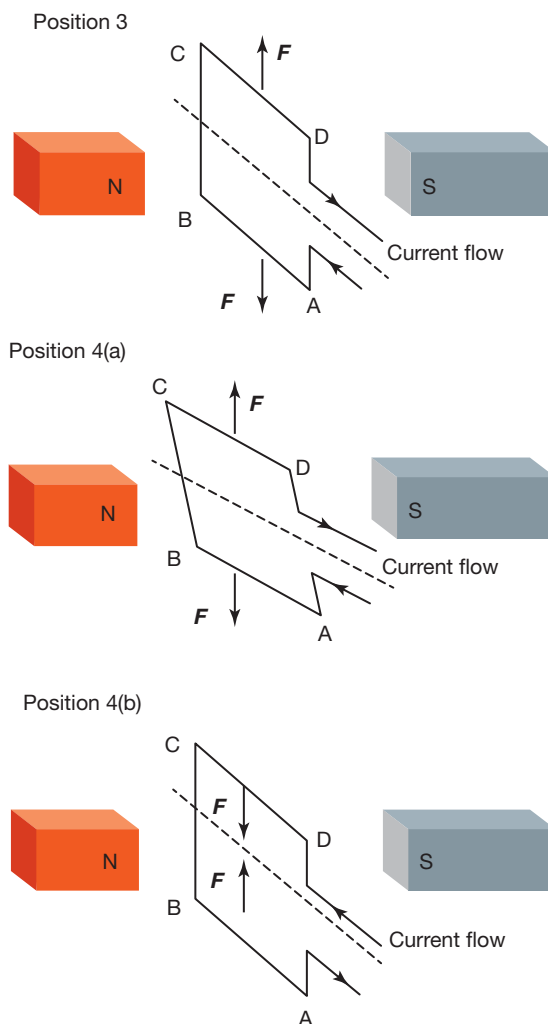 Position 3
C
F
D
N
S
B
Current flow
F
A
Position 4(a)
C
F
D
N
S
B
Current flow
F
A
Position 4(b)
C
F
D
N
S
F
B
Current flow
A